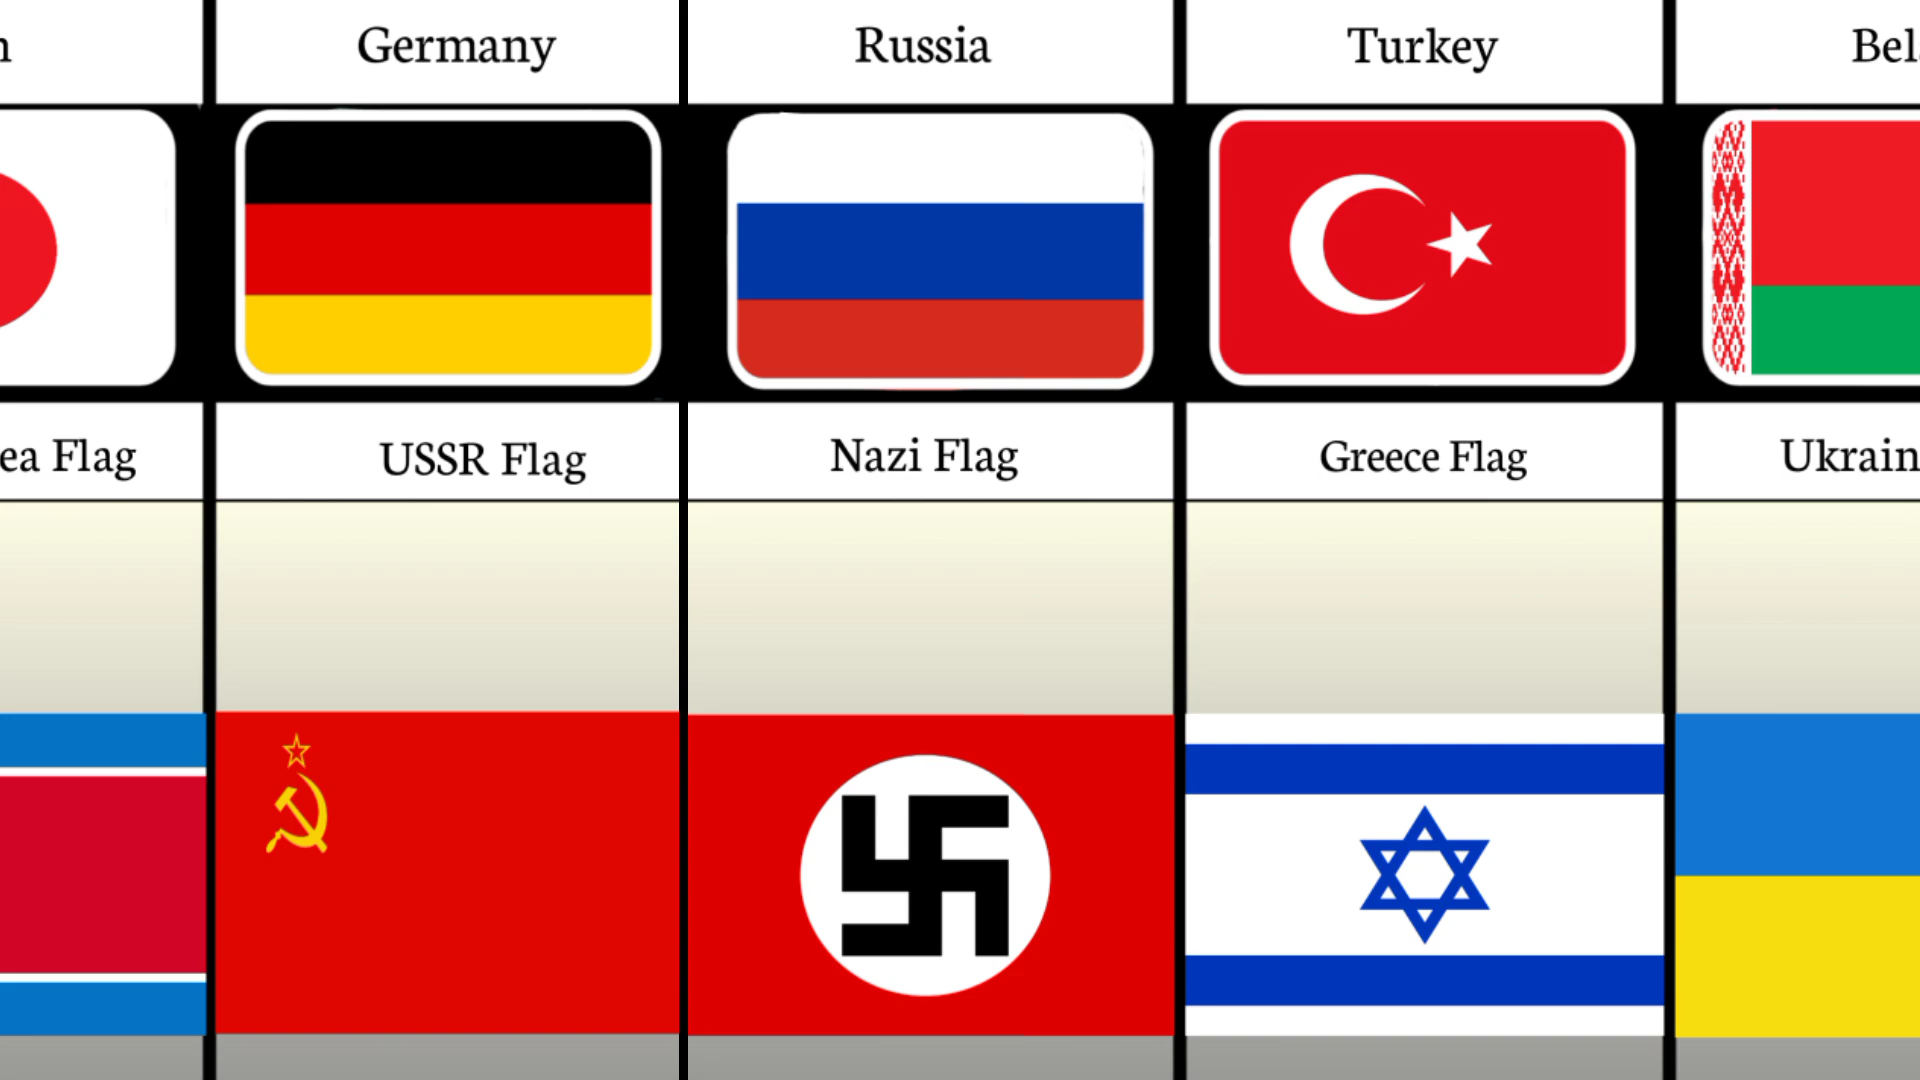 n
Germany
Russia
Turkey
Bel
ea Flag
USSR Flag
Nazi Flag
Greece Flag
Ukrain